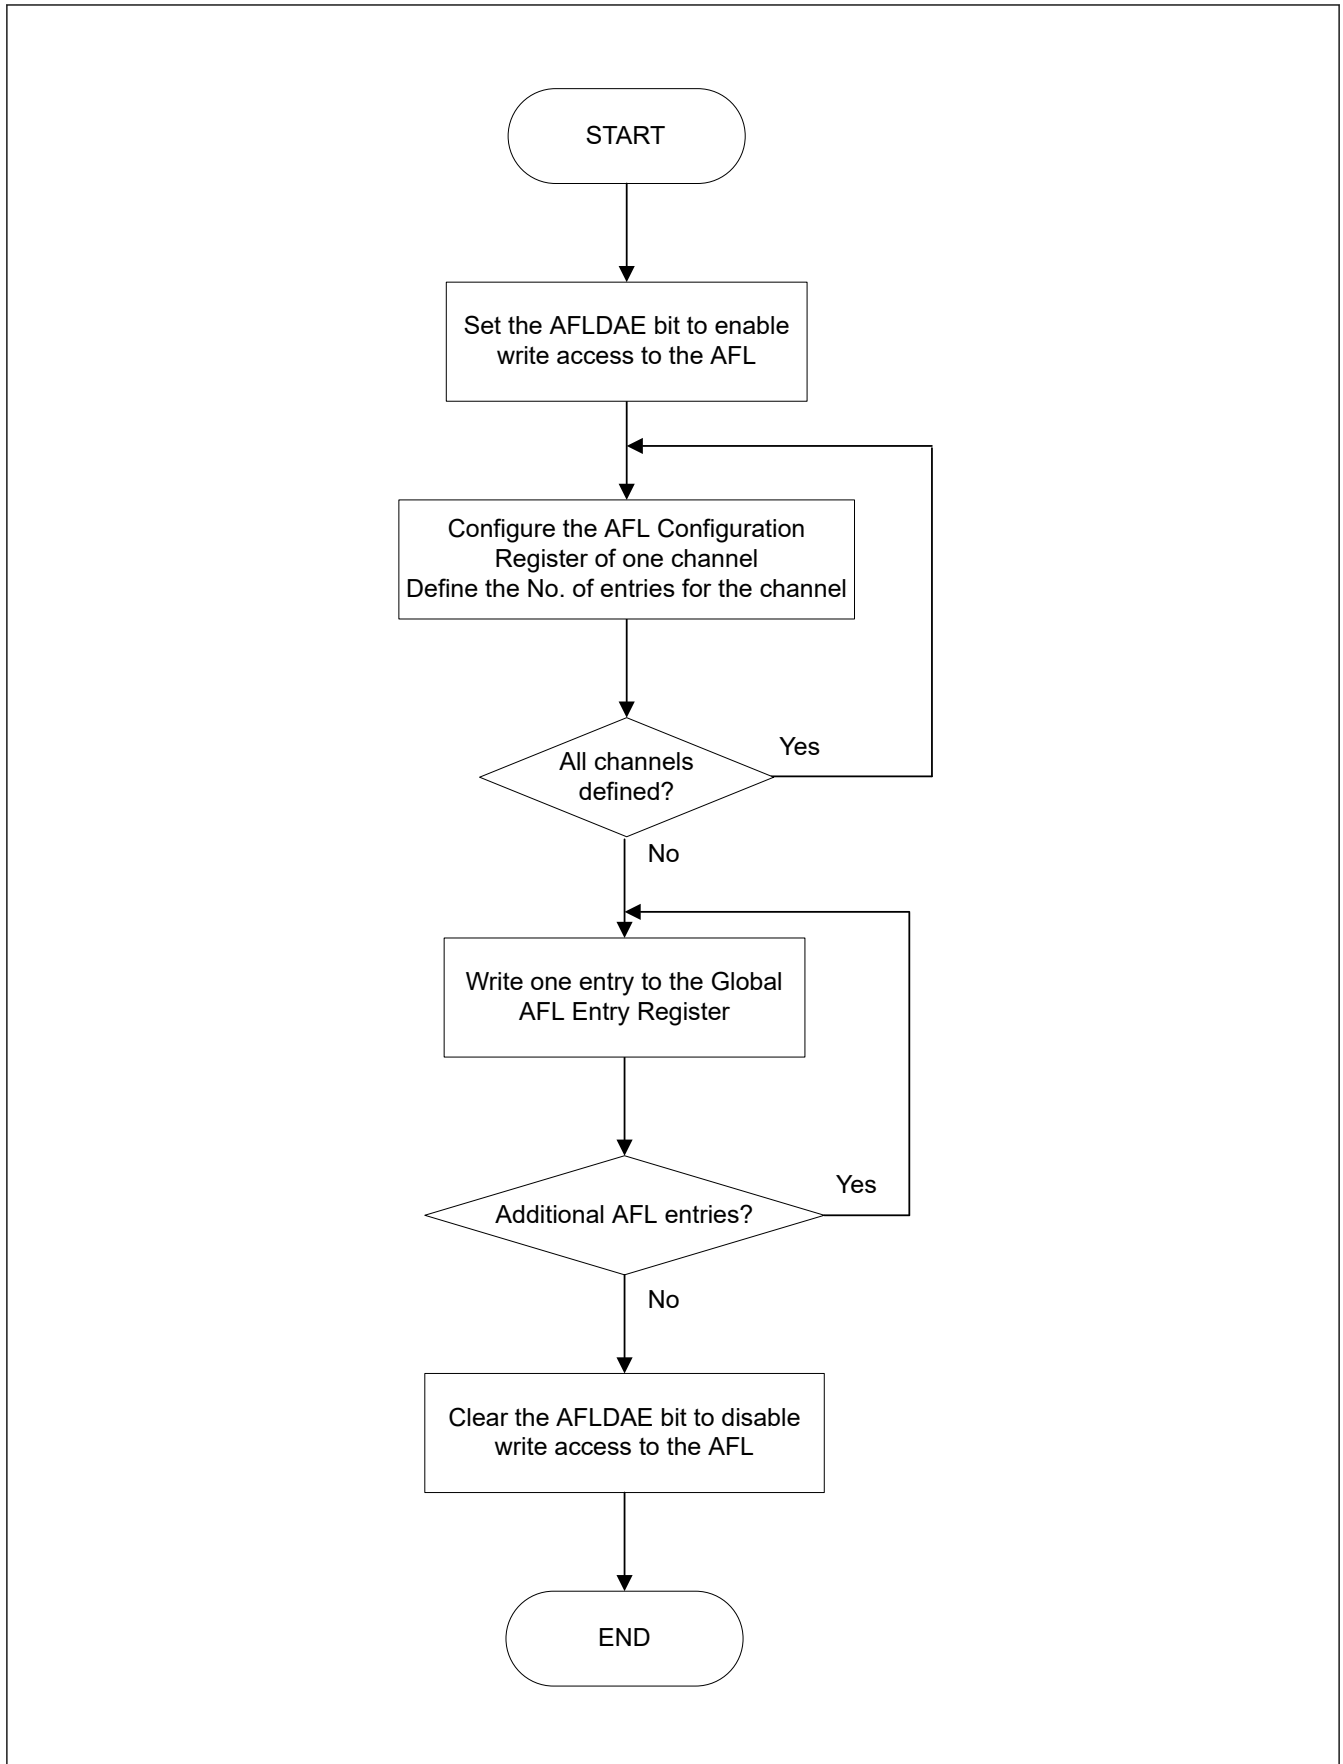 START
Set the AFLDAE bit to enable
write access to the AFL
Configure the AFL Configuration
Register of one channel
Define the No. of entries for the channel
All channels
defined?
Yes
No
Write one entry to the Global
AFL Entry Register
Additional AFL entries?
Yes
No
Clear the AFLDAE bit to disable
write access to the AFL
END